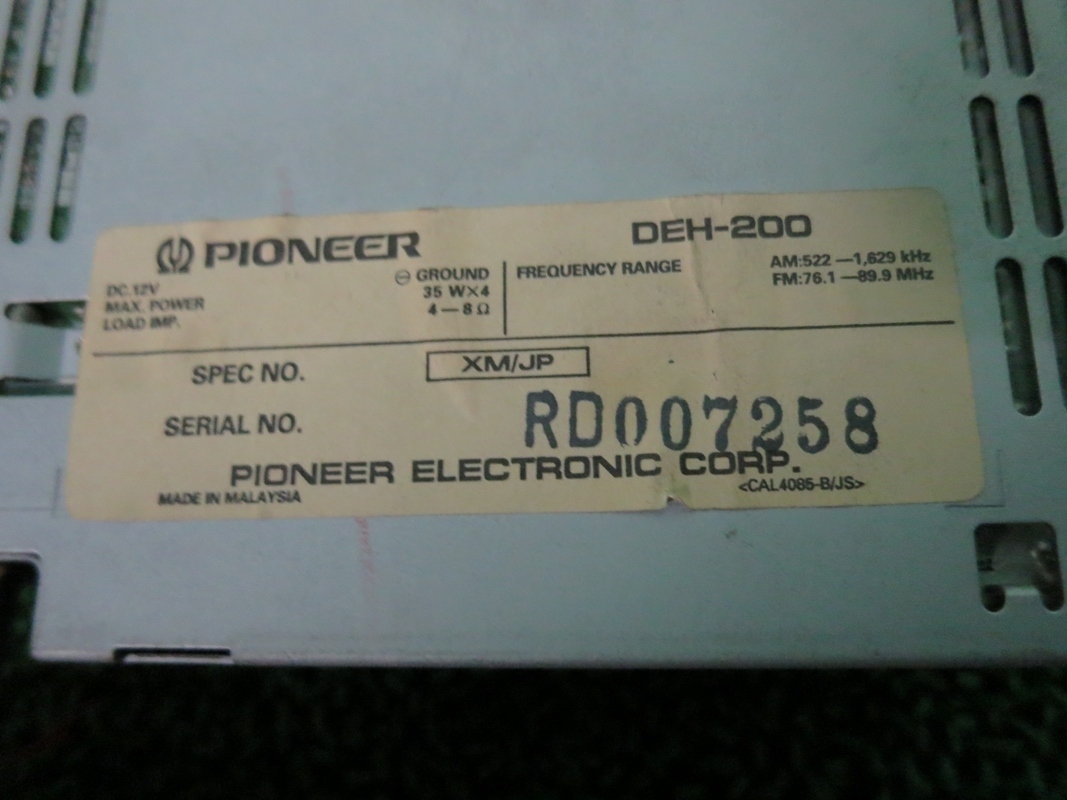 PIONEER
DEH-200
DC.12V ⊖ GROUND
MAX. POWER 35 W×4
LOAD IMP. 4—8 Ω
FREQUENCY RANGE AM:522 —1,629 kHz
FM:76.1 —89.9 MHz
SPEC NO. XM/JP
SERIAL NO. RD007258
PIONEER ELECTRONIC CORP.
MADE IN MALAYSIA <CAL4085-B/JS>